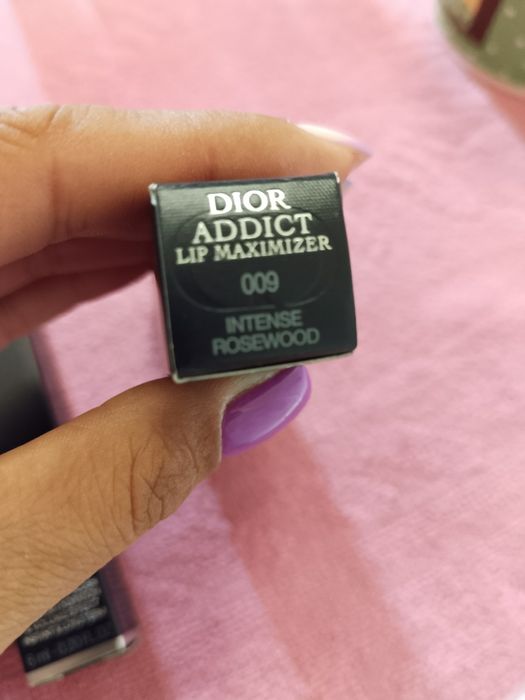 DIOR
ADDICT
LIP MAXIMIZER
009
INTENSE
ROSEWOOD